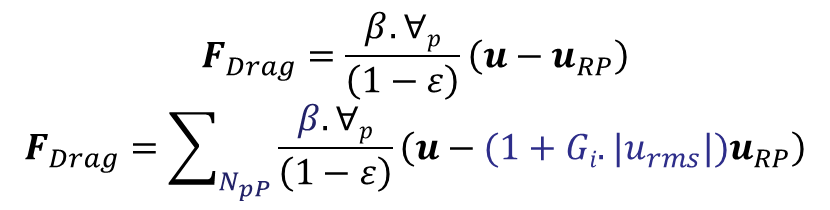 F_Drag = β.∀_p / (1 − ε) (u − u_RP)
F_Drag = ∑_{N_pP} β.∀_p / (1 − ε) (u − (1 + G_i.|u_rms|)u_RP)